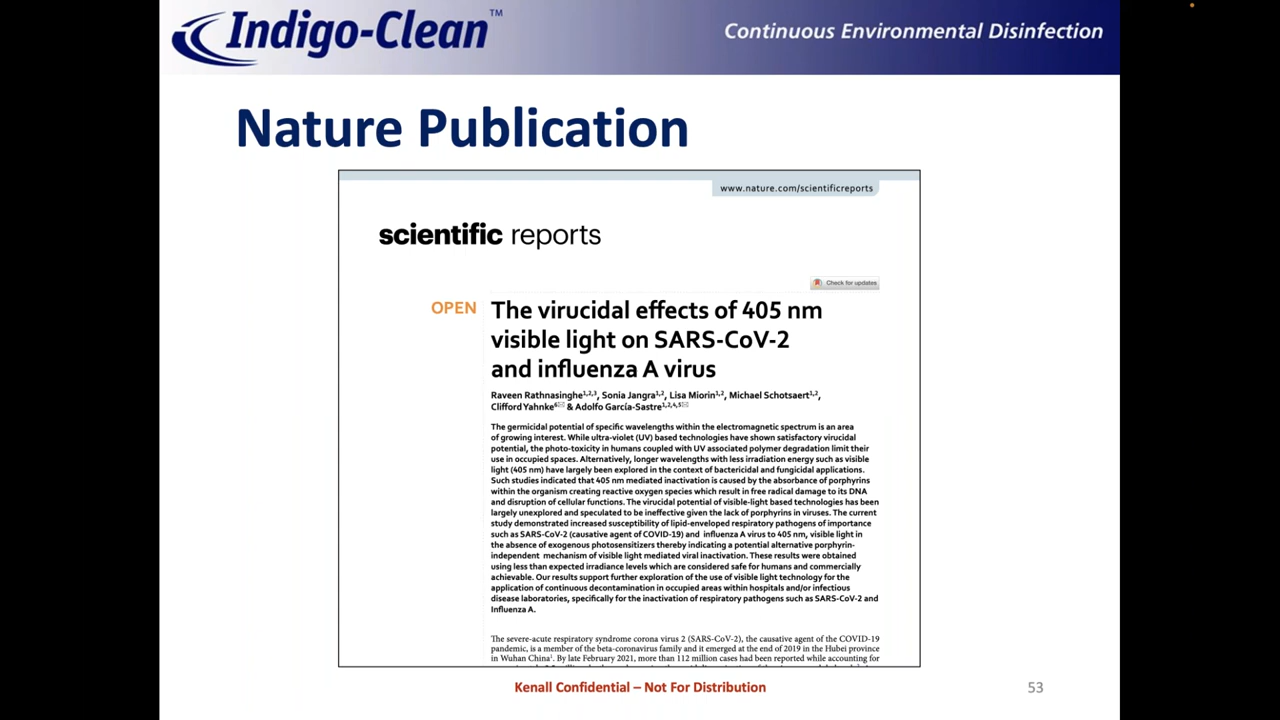 Indigo-Clean™
Continuous Environmental Disinfection
Nature Publication
www.nature.com/scientificreports
scientific reports
Check for updates
OPEN
The virucidal effects of 405 nm
visible light on SARS-CoV-2
and influenza A virus
Raveen Rathnasinghe1,2,3, Sonia Jangra1,2, Lisa Miorin1,2, Michael Schotsaert1,2,
Clifford Yahnke6✉ & Adolfo García-Sastre1,2,4,5✉
The germicidal potential of specific wavelengths within the electromagnetic spectrum is an area
of growing interest. While ultra-violet (UV) based technologies have shown satisfactory virucidal
potential, the photo-toxicity in humans coupled with UV associated polymer degradation limit their
use in occupied spaces. Alternatively, longer wavelengths with less irradiation energy such as visible
light (405 nm) have largely been explored in the context of bactericidal and fungicidal applications.
Such studies indicated that 405 nm mediated inactivation is caused by the absorbance of porphyrins
within the organism creating reactive oxygen species which result in free radical damage to its DNA
and disruption of cellular functions. The virucidal potential of visible-light based technologies has been
largely unexplored and speculated to be ineffective given the lack of porphyrins in viruses. The current
study demonstrated increased susceptibility of lipid-enveloped respiratory pathogens of importance
such as SARS-CoV-2 (causative agent of COVID-19) and influenza A virus to 405 nm, visible light in
the absence of exogenous photosensitizers thereby indicating a potential alternative porphyrin-
independent mechanism of visible light mediated viral inactivation. These results were obtained
using less than expected irradiance levels which are considered safe for humans and commercially
achievable. Our results support further exploration of the use of visible light technology for the
application of continuous decontamination in occupied areas within hospitals and/or infectious
disease laboratories, specifically for the inactivation of respiratory pathogens such as SARS-CoV-2 and
Influenza A.
The severe-acute respiratory syndrome corona virus 2 (SARS-CoV-2), the causative agent of the COVID-19
pandemic, is a member of the beta-coronavirus family and it emerged at the end of 2019 in the Hubei province
in Wuhan China1. By late February 2021, more than 112 million cases had been reported while accounting for
Kenall Confidential – Not For Distribution
53